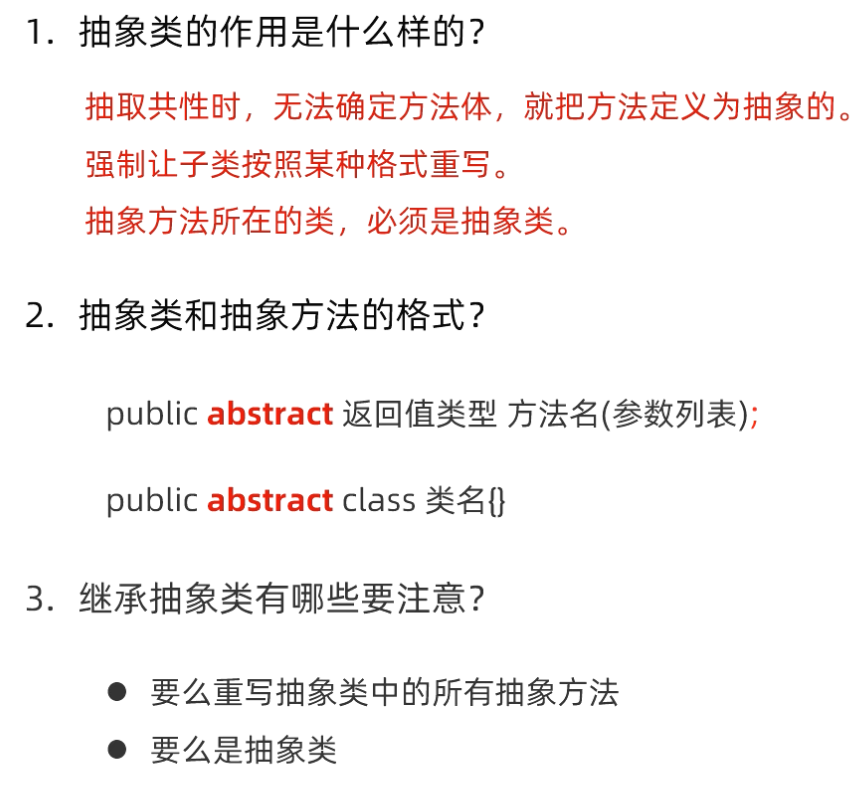 1. 抽象类的作用是什么样的？
抽取共性时，无法确定方法体，就把方法定义为抽象的。
强制让子类按照某种格式重写。
抽象方法所在的类，必须是抽象类。
2. 抽象类和抽象方法的格式？
public abstract 返回值类型 方法名(参数列表);
public abstract class 类名{}
3. 继承抽象类有哪些要注意？
● 要么重写抽象类中的所有抽象方法
● 要么是抽象类